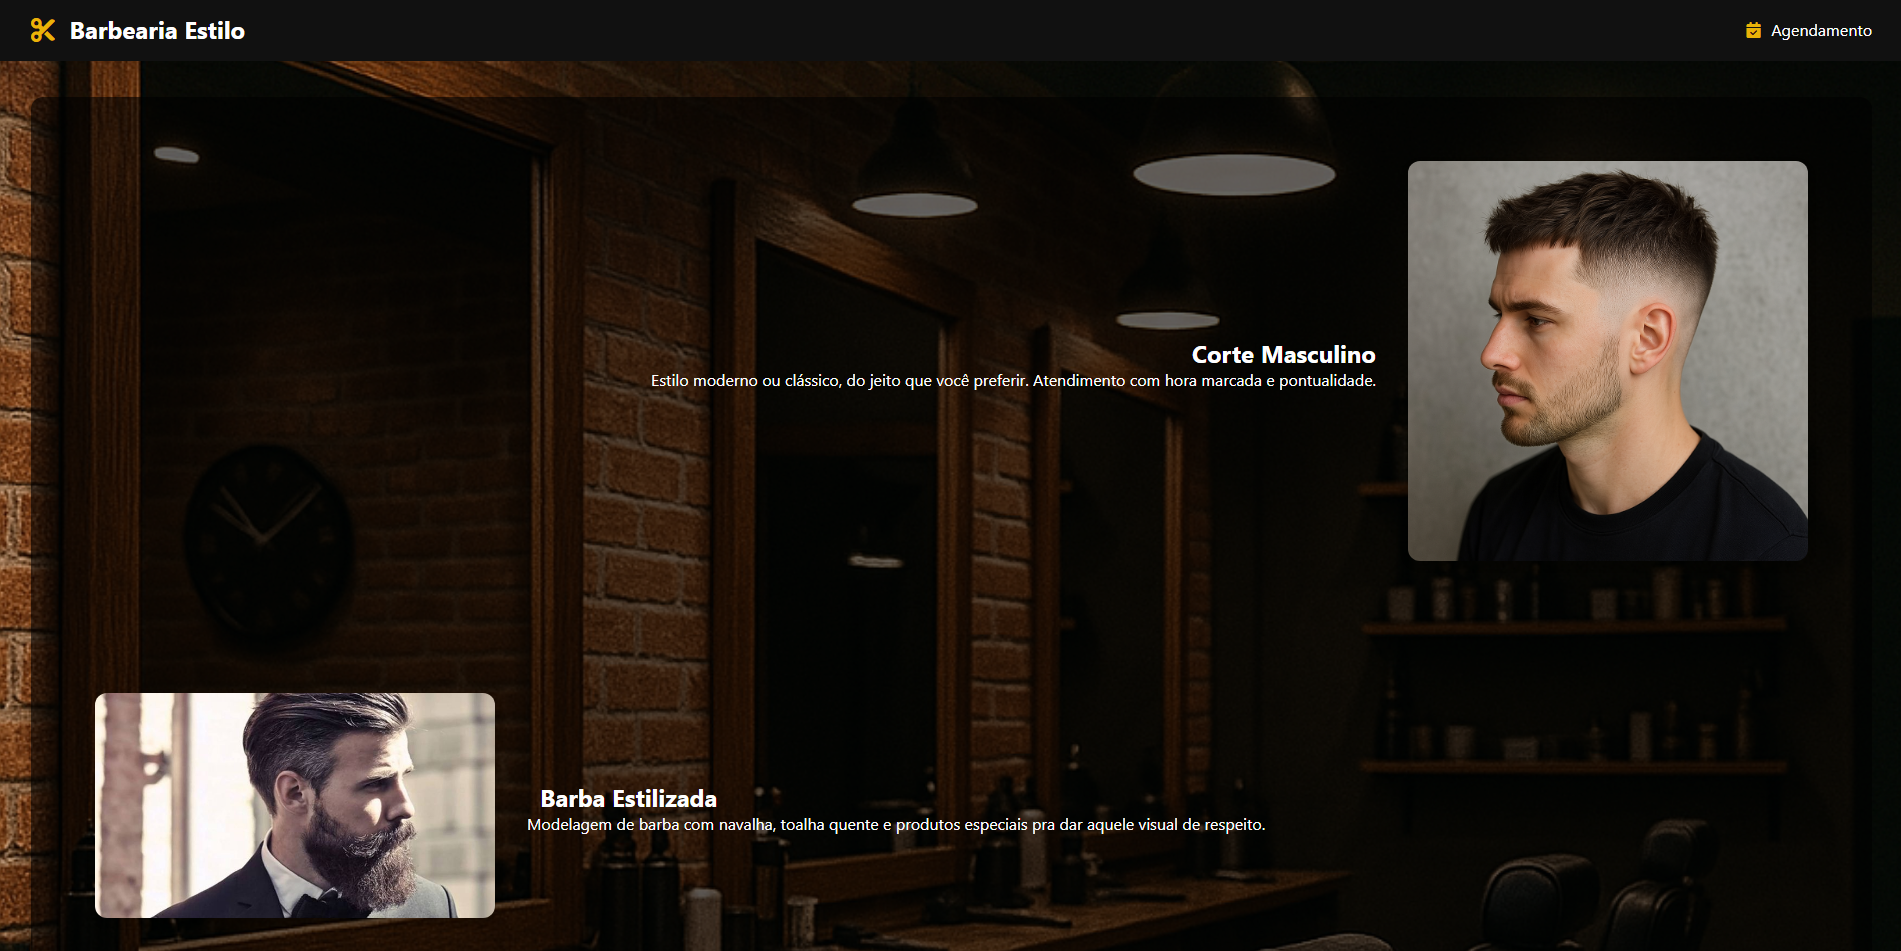 Barbearia Estilo
Agendamento
Corte Masculino
Estilo moderno ou clássico, do jeito que você preferir. Atendimento com hora marcada e pontualidade.
Barba Estilizada
Modelagem de barba com navalha, toalha quente e produtos especiais pra dar aquele visual de respeito.